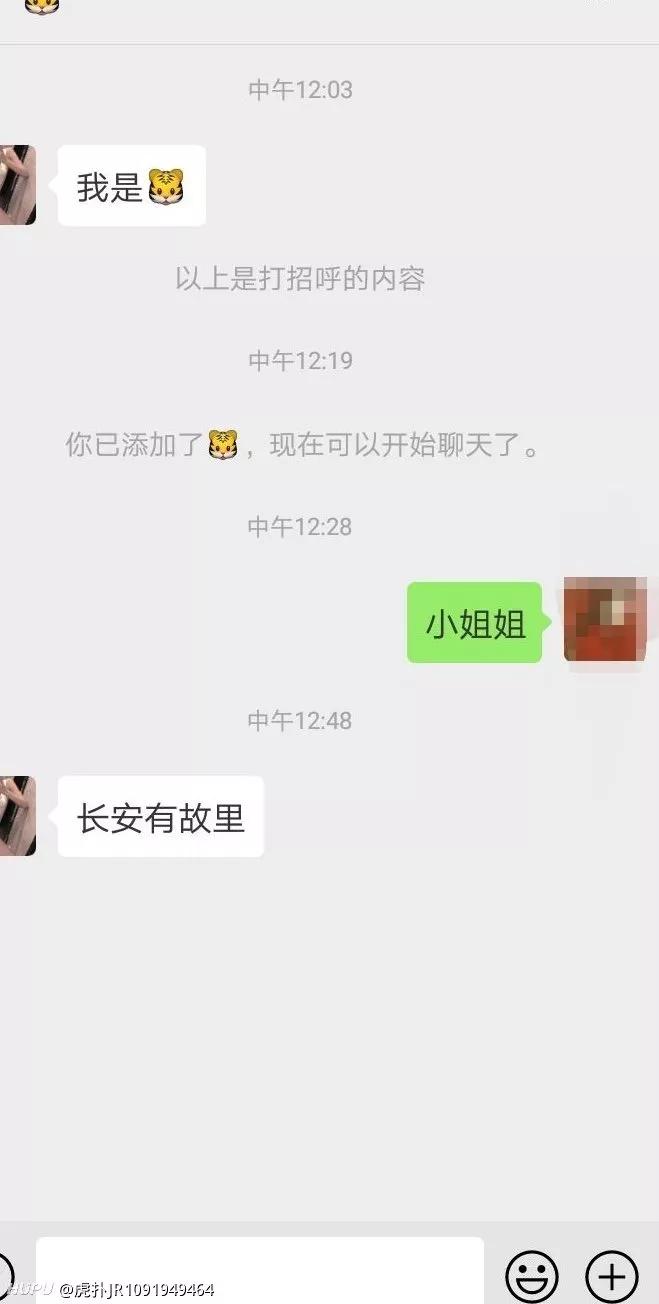 中午12:03
我是🐯
以上是打招呼的内容
中午12:19
你已添加了🐯，现在可以开始聊天了。
中午12:28
小姐姐
中午12:48
长安有故里
HUPU @虎扑JR1091949464